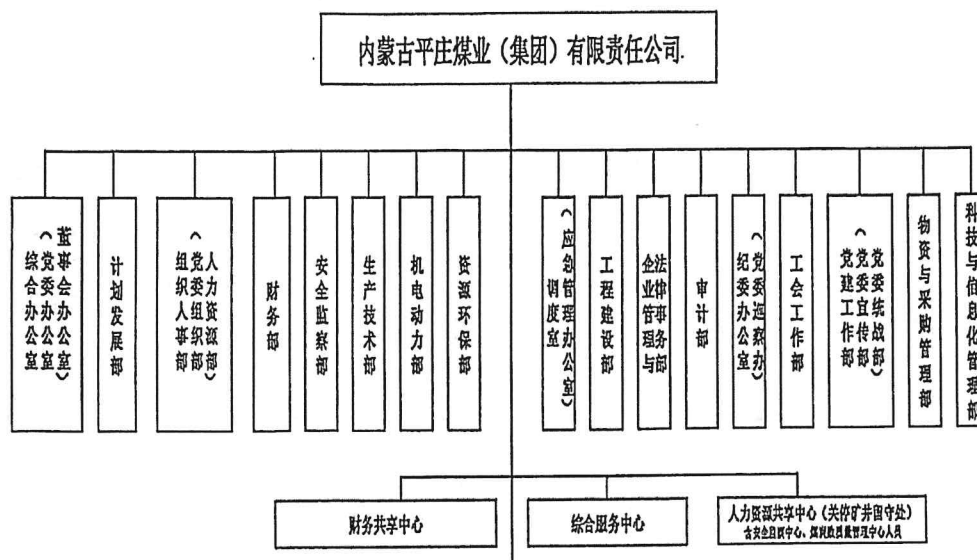 内蒙古平庄煤业（集团）有限责任公司.
综合办公室
（党委办公室
董事会办公室）
计划发展部
组织人事部
（党委组织部
人力资源部）
财务部
安全监察部
生产技术部
机电动力部
资源环保部
调度室
（应急管理办公室）
工程建设部
企业管理与
法律事务部
审计部
纪委办公室
（党委巡察办）
工会工作部
党建工作部
（党委宣传部
党委统战部）
物资与采购管理部
科技与信息化管理部
财务共享中心
综合服务中心
人力资源共享中心（关停矿井留守处）